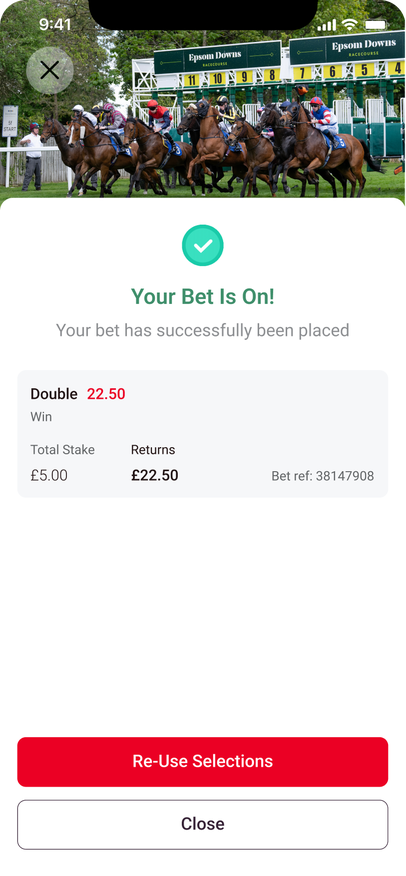 9:41
Epsom Downs
RACECOURSE
Epsom Downs
RACECOURSE
11 10 9 8
7 6 5 4
START
Your Bet Is On!
Your bet has successfully been placed
Double 22.50
Win
Total Stake Returns
£5.00 £22.50 Bet ref: 38147908
Re-Use Selections
Close